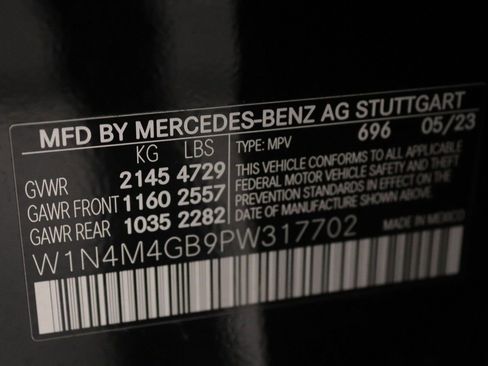 MFD BY MERCEDES-BENZ AG STUTTGART
KG LBS TYPE: MPV 696 05/23
GVWR 2145 4729
GAWR FRONT 1160 2557
GAWR REAR 1035 2282
THIS VEHICLE CONFORMS TO ALL APPLICABLE
FEDERAL MOTOR VEHICLE SAFETY AND THEFT
PREVENTION STANDARDS IN EFFECT ON THE
DATE OF MANUFACTURE SHOWN ABOVE.
W1N4M4GB9PW317702 MADE IN MEXICO